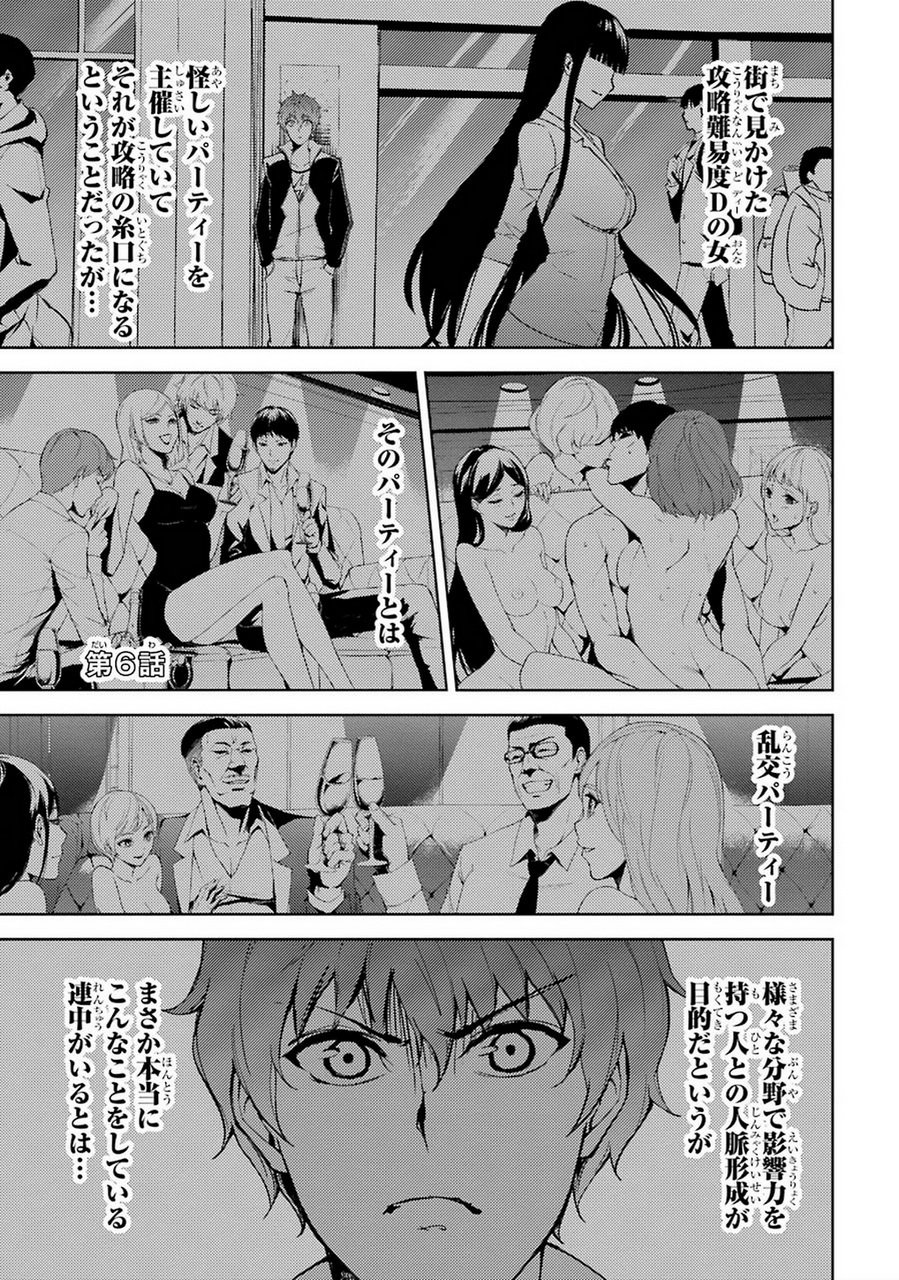 街で見かけた
攻略難易度Dの女
怪しいパーティーを
主催していて
それが攻略の糸口になる
ということだったが…
そのパーティーとは
第6話
乱交パーティー
様々な分野で影響力を
持つ人との人脈形成が
目的だというが
まさか本当に
こんなことをしている
連中がいるとは…